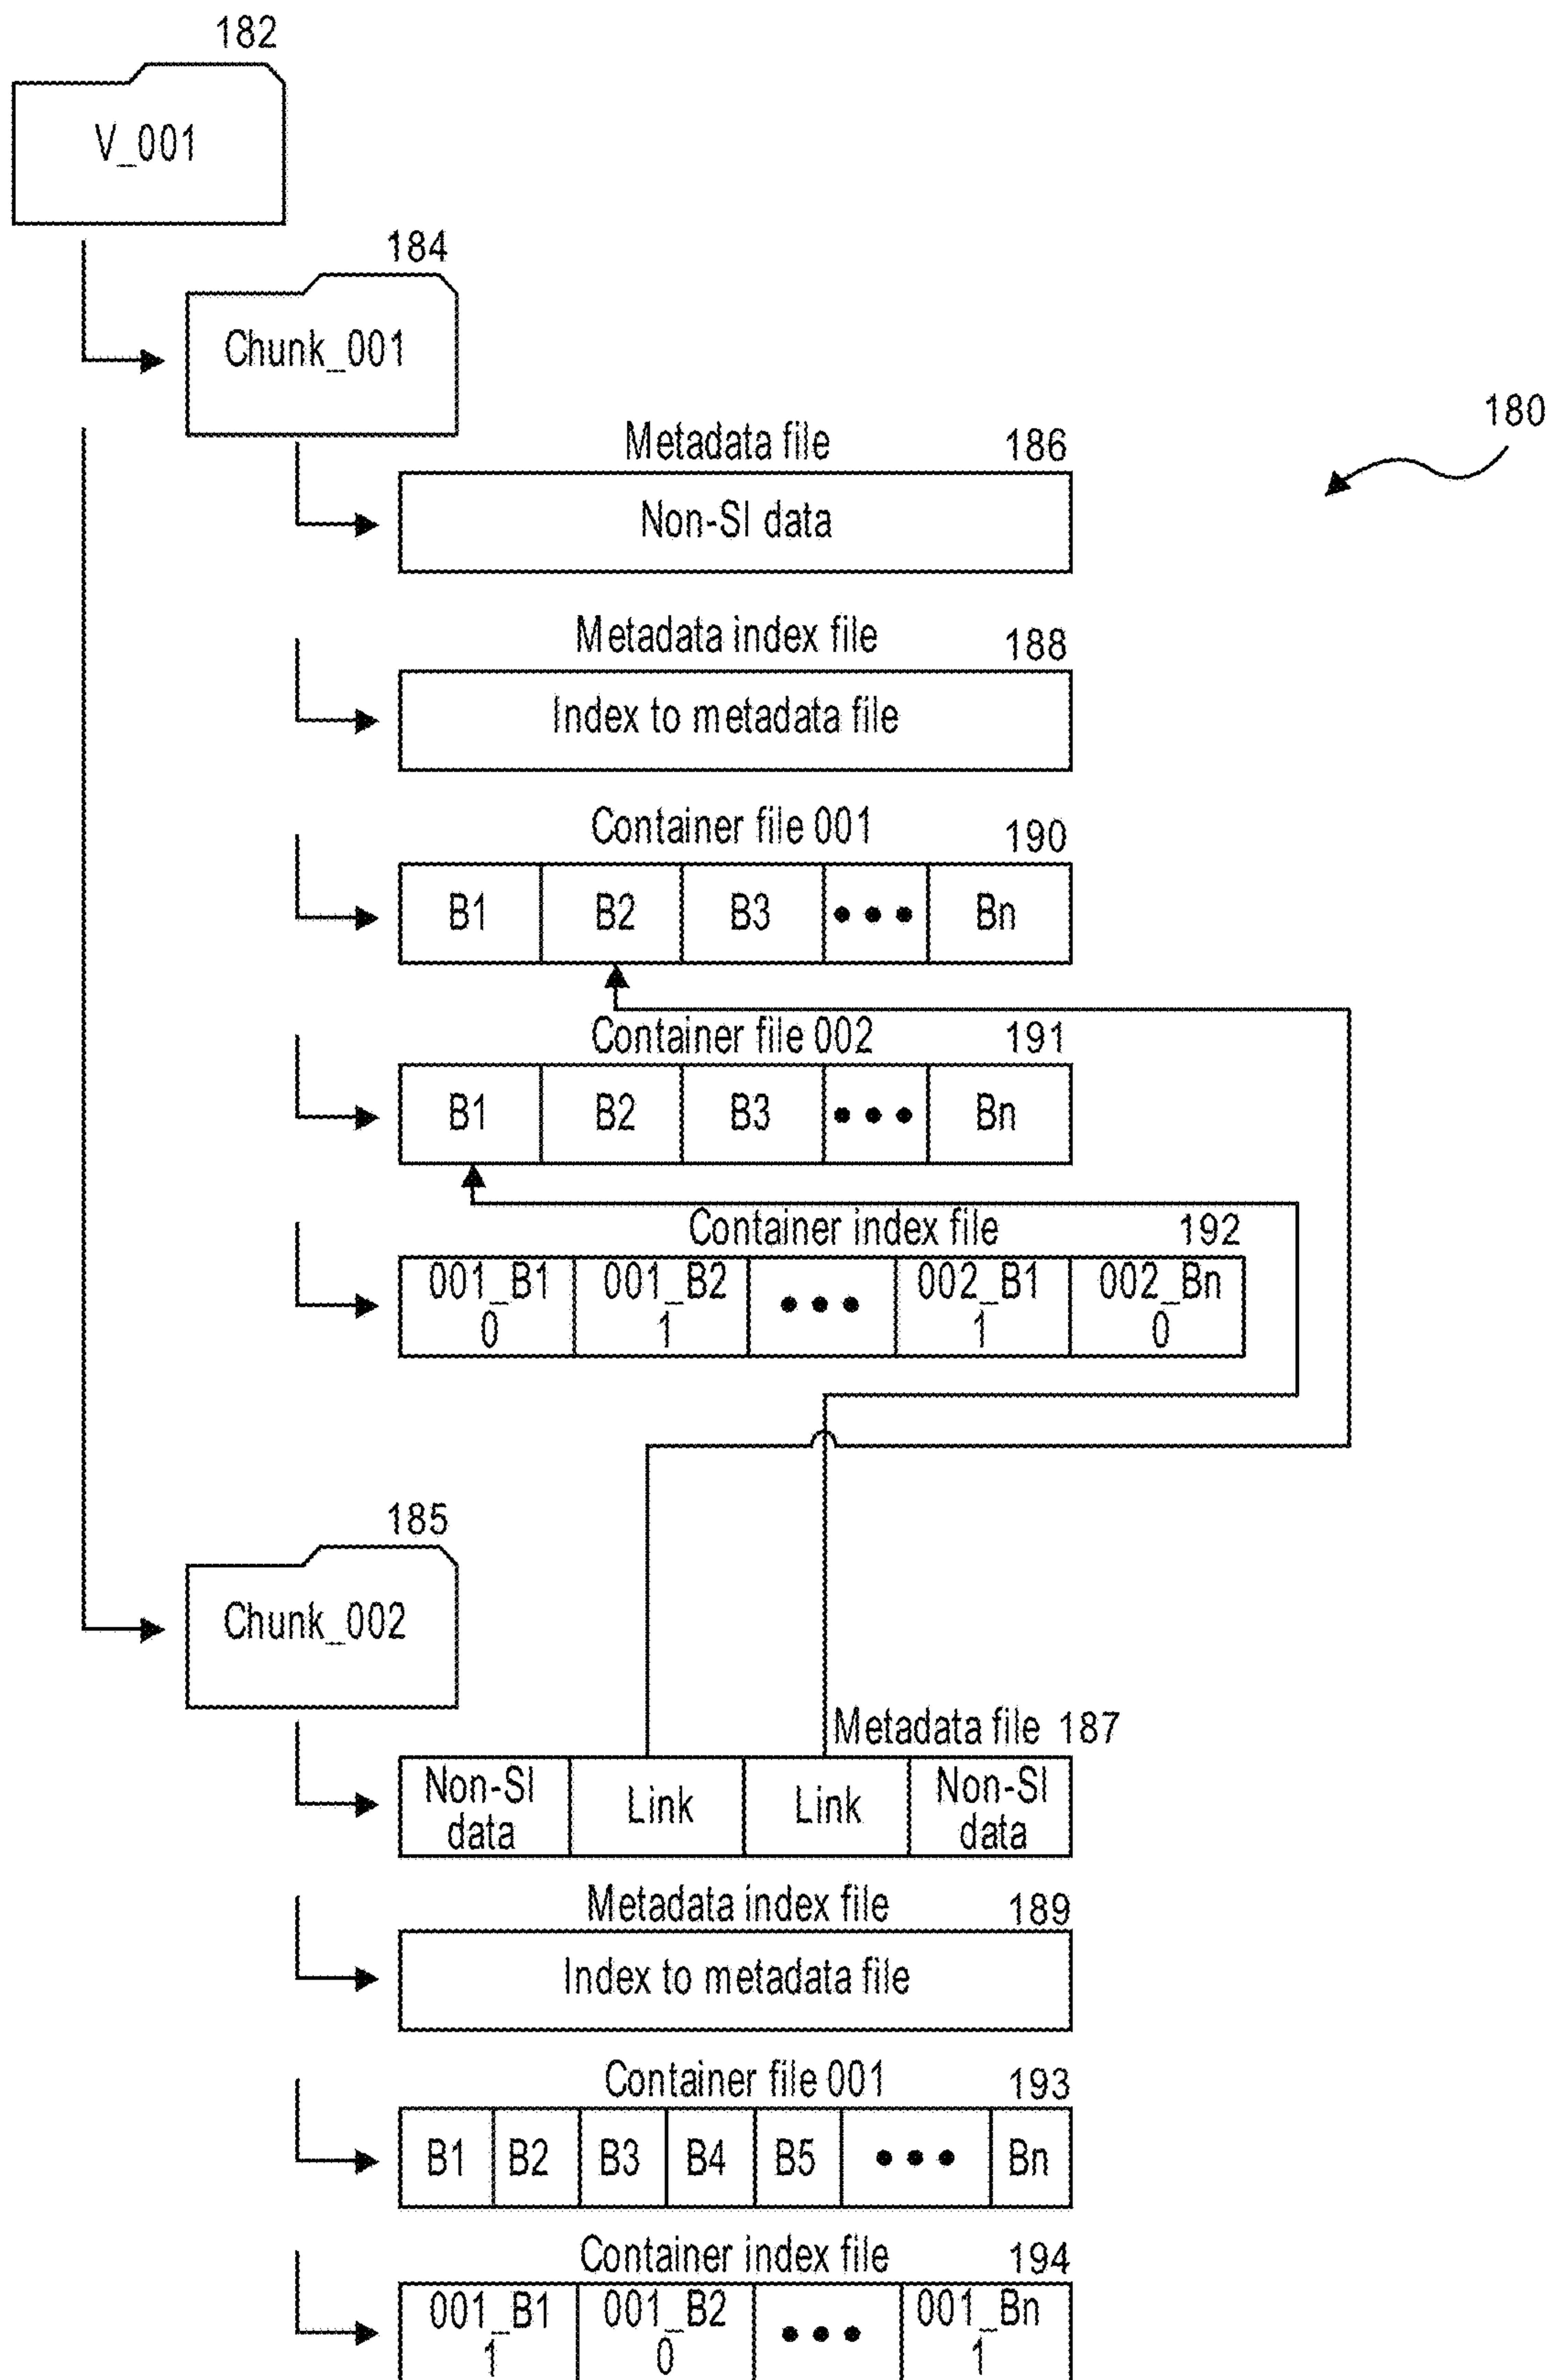 182
V_001
184
Chunk_001
180
Metadata file 186
Non-SI data
Metadata index file 188
Index to metadata file
Container file 001 190
B1 B2 B3 ••• Bn
Container file 002 191
B1 B2 B3 ••• Bn
Container index file 192
001_B1 001_B2 ••• 002_B1 002_Bn
0 1 1 0
185
Chunk_002
Metadata file 187
Non-SI Link Link Non-SI
data data
Metadata index file 189
Index to metadata file
Container file 001 193
B1 B2 B3 B4 B5 ••• Bn
Container index file 194
001_B1 001_B2 ••• 001_Bn
1 0 1